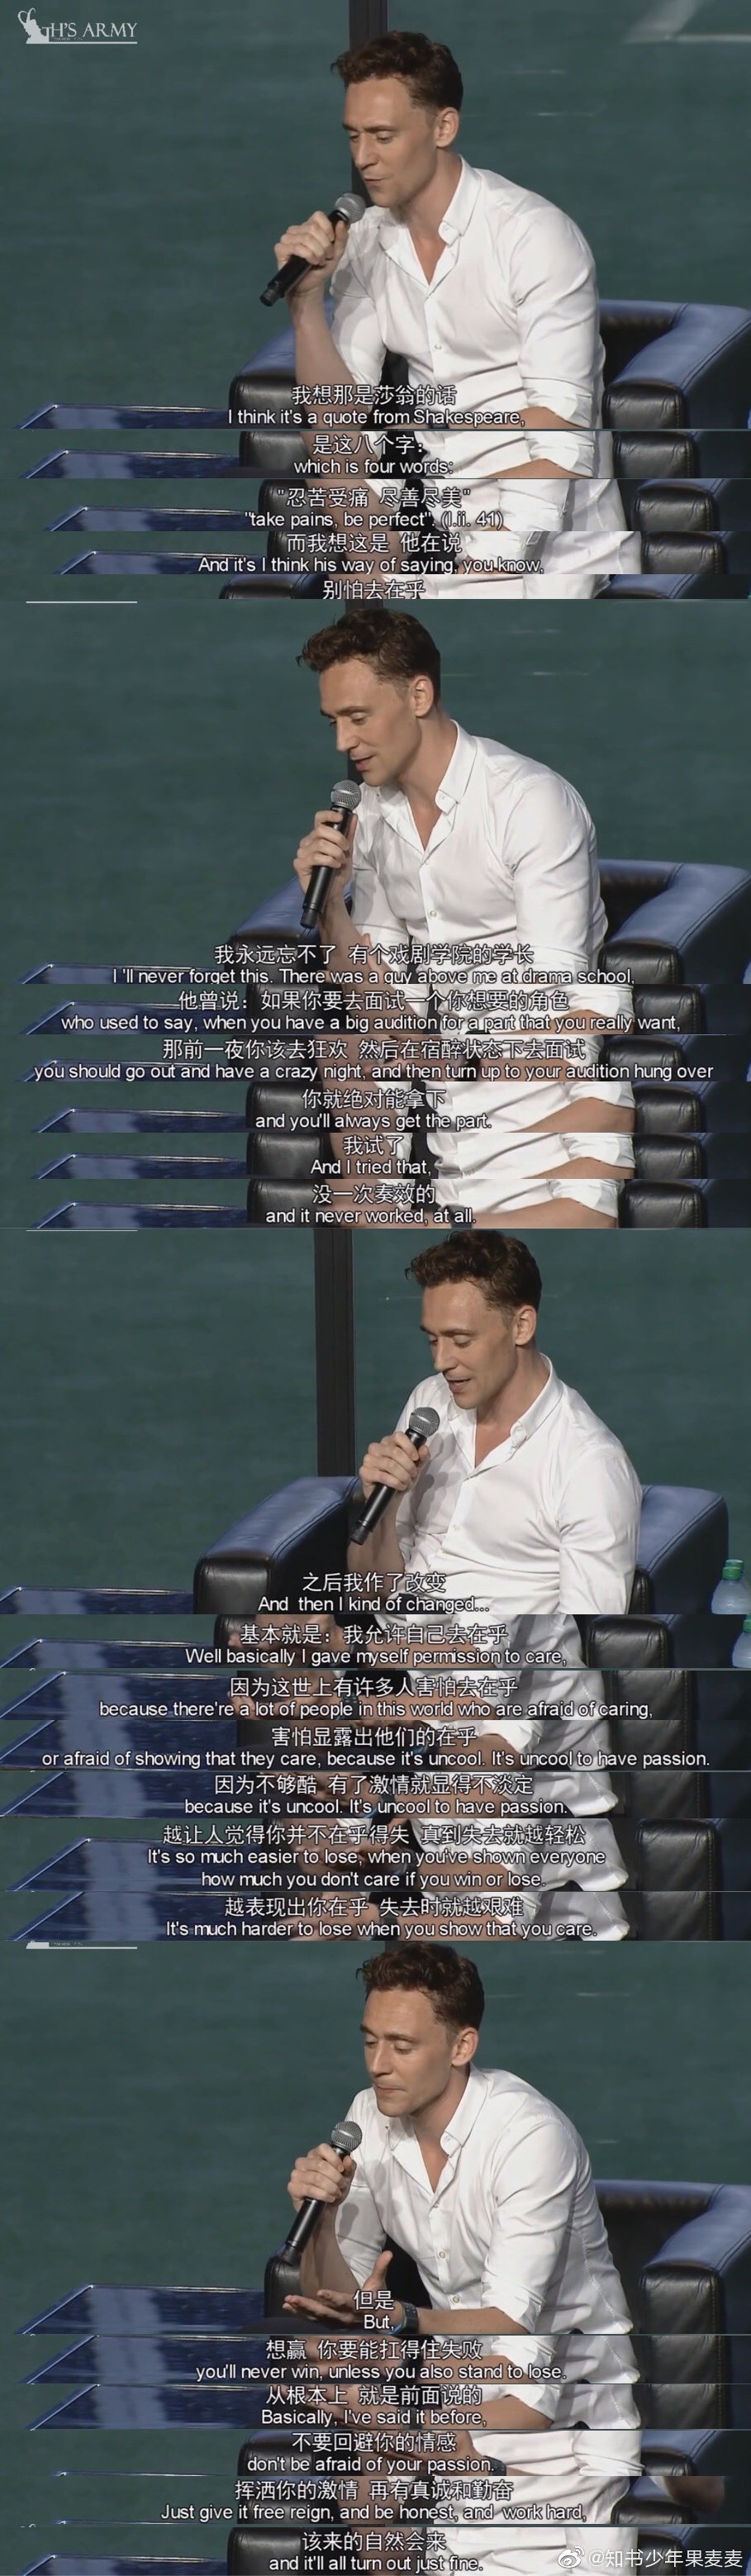 H'S ARMY
我想那是莎翁的话
I think it's a quote from Shakespeare,
是这八个字：
which is four words:
"忍苦受痛 尽善尽美"
"take pains, be perfect". (I.ii. 41)
而我想这是 他在说
And it's I think his way of saying, you know,
别怕去在乎
我永远忘不了 有个戏剧学院的学长
I 'll never forget this. There was a guy above me at drama school,
他曾说：如果你要去面试一个你想要的角色
who used to say, when you have a big audition for a part that you really want,
那前一夜你该去狂欢 然后在宿醉状态下去面试
you should go out and have a crazy night, and then turn up to your audition hung over
你就绝对能拿下
and you'll always get the part.
我试了
And I tried that,
没一次奏效的
and it never worked, at all.
之后我作了改变
And then I kind of changed...
基本就是：我允许自己去在乎
Well basically I gave myself permission to care,
因为这世上有许多人害怕去在乎
because there're a lot of people in this world who are afraid of caring,
害怕显露出他们的在乎
or afraid of showing that they care, because it's uncool. It's uncool to have passion.
因为不够酷 有了激情就显得不淡定
because it's uncool. It's uncool to have passion.
越让人觉得你并不在乎得失 真到失去就越轻松
It's so much easier to lose, when you've shown everyone
how much you don't care if you win or lose.
越表现出你在乎 失去时就越艰难
It's much harder to lose when you show that you care.
但是
But,
想赢 你要能扛得住失败
you'll never win, unless you also stand to lose.
从根本上 就是前面说的
Basically, I've said it before,
不要回避你的情感
don't be afraid of your passion.
挥洒你的激情 再有真诚和勤奋
Just give it free reign, and be honest, and work hard,
该来的自然会来
and it'll all turn out just fine.
@知书少年果麦麦